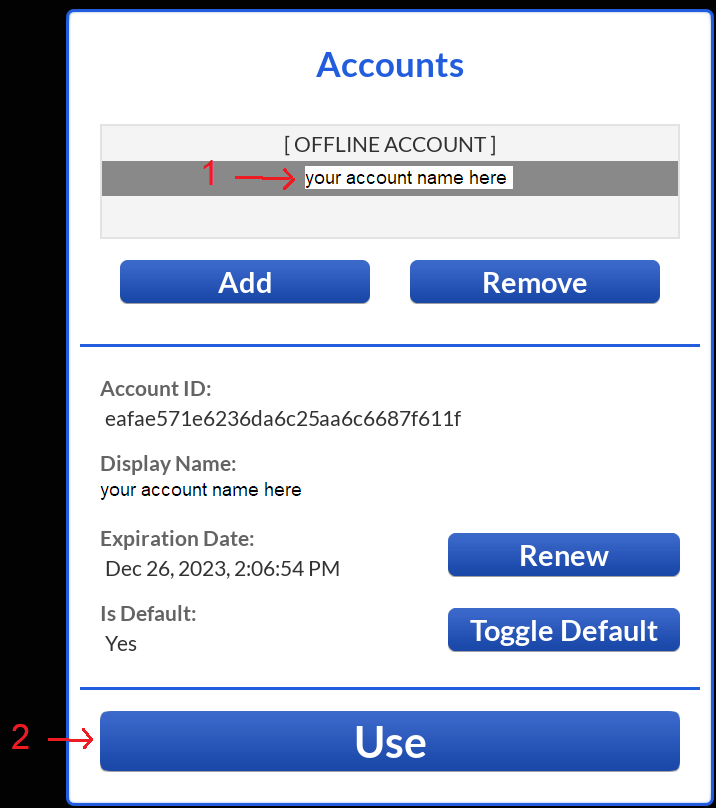 Accounts
[ OFFLINE ACCOUNT ]
1
your account name here
Add
Remove
Account ID:
eafae571e6236da6c25aa6c6687f611f
Display Name:
your account name here
Expiration Date:
Dec 26, 2023, 2:06:54 PM
Renew
Is Default:
Yes
Toggle Default
2
Use